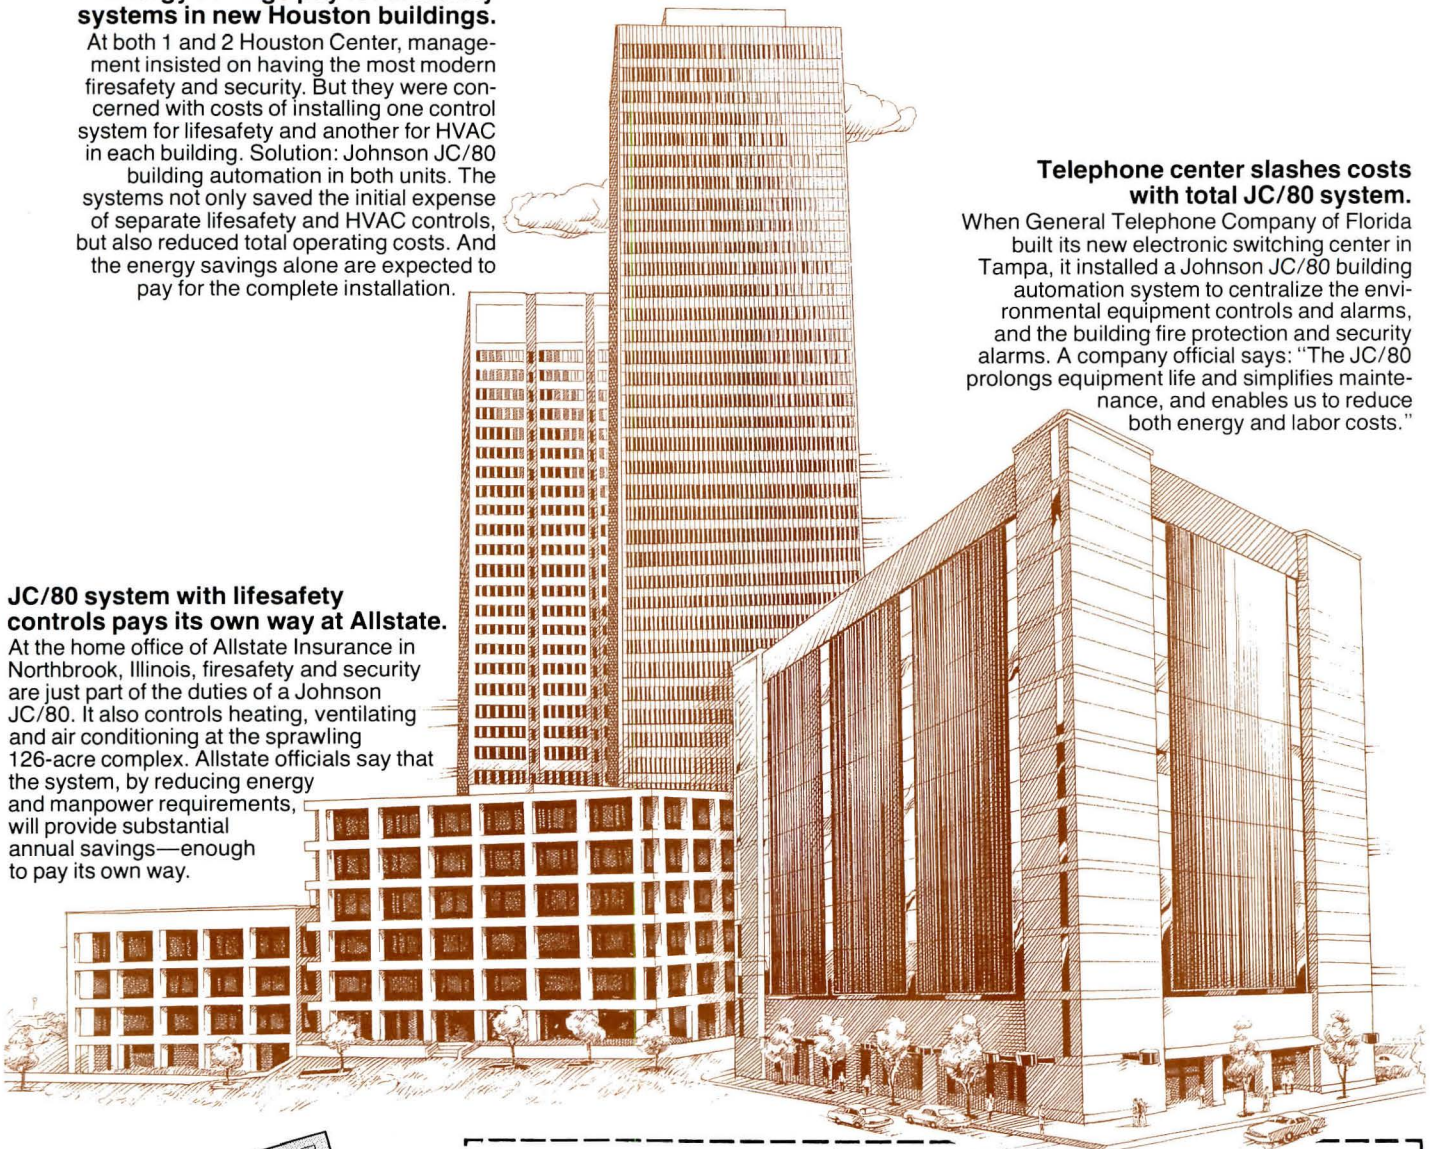 systems in new Houston buildings.
At both 1 and 2 Houston Center, manage-
ment insisted on having the most modern
firesafety and security. But they were con-
cerned with costs of installing one control
system for lifesafety and another for HVAC
in each building. Solution: Johnson JC/80
building automation in both units. The
systems not only saved the initial expense
of separate lifesafety and HVAC controls,
but also reduced total operating costs. And
the energy savings alone are expected to
pay for the complete installation.
Telephone center slashes costs
with total JC/80 system.
When General Telephone Company of Florida
built its new electronic switching center in
Tampa, it installed a Johnson JC/80 building
automation system to centralize the envi-
ronmental equipment controls and alarms,
and the building fire protection and security
alarms. A company official says: “The JC/80
prolongs equipment life and simplifies mainte-
nance, and enables us to reduce
both energy and labor costs.”
JC/80 system with lifesafety
controls pays its own way at Allstate.
At the home office of Allstate Insurance in
Northbrook, Illinois, firesafety and security
are just part of the duties of a Johnson
JC/80. It also controls heating, ventilating
and air conditioning at the sprawling
126-acre complex. Allstate officials say that
the system, by reducing energy
and manpower requirements,
will provide substantial
annual savings—enough
to pay its own way.